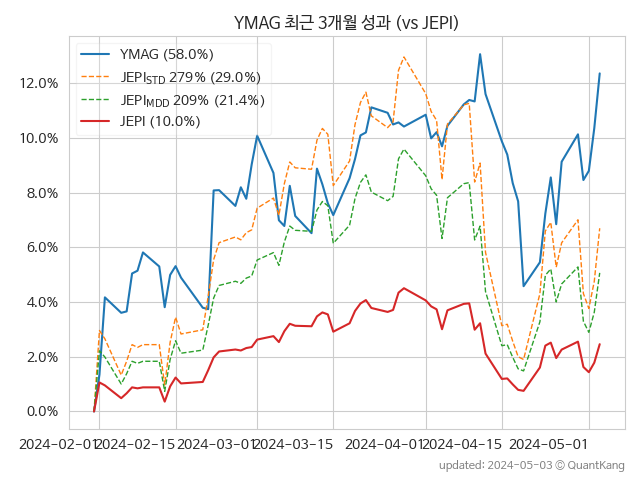 YMAG 최근 3개월 성과 (vs JEPI)
YMAG (58.0%)
JEPI_STD 279% (29.0%)
JEPI_MDD 209% (21.4%)
JEPI (10.0%)
12.0%
10.0%
8.0%
6.0%
4.0%
2.0%
0.0%
2024-02-01 2024-02-15 2024-03-01 2024-03-15 2024-04-01 2024-04-15 2024-05-01
updated: 2024-05-03 ⓒ QuantKang